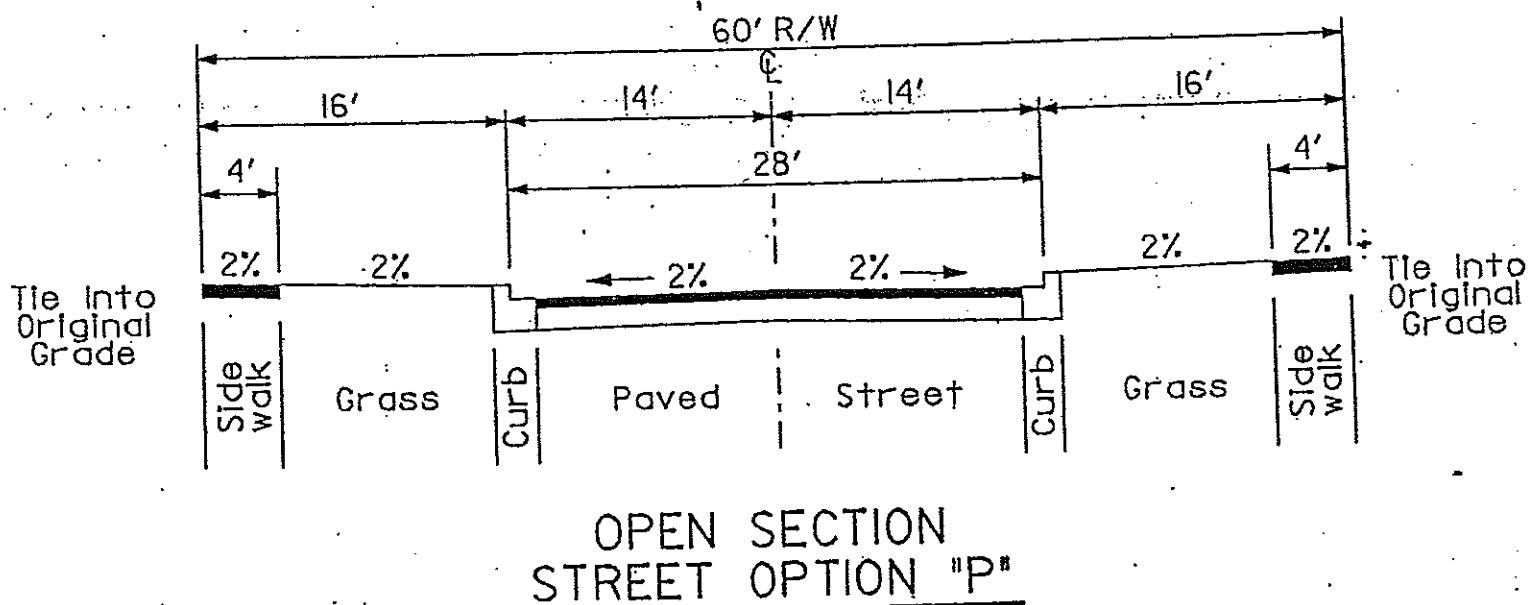 60' R/W
℄
16' 14' 14' 16'
4' 28' 4'
2% 2% 2% 2% 2% 2%
Tie Into
Original
Grade
Tie Into
Original
Grade
Side
walk
Grass
Curb
Paved
Street
Curb
Grass
Side
walk
OPEN SECTION
STREET OPTION "P"